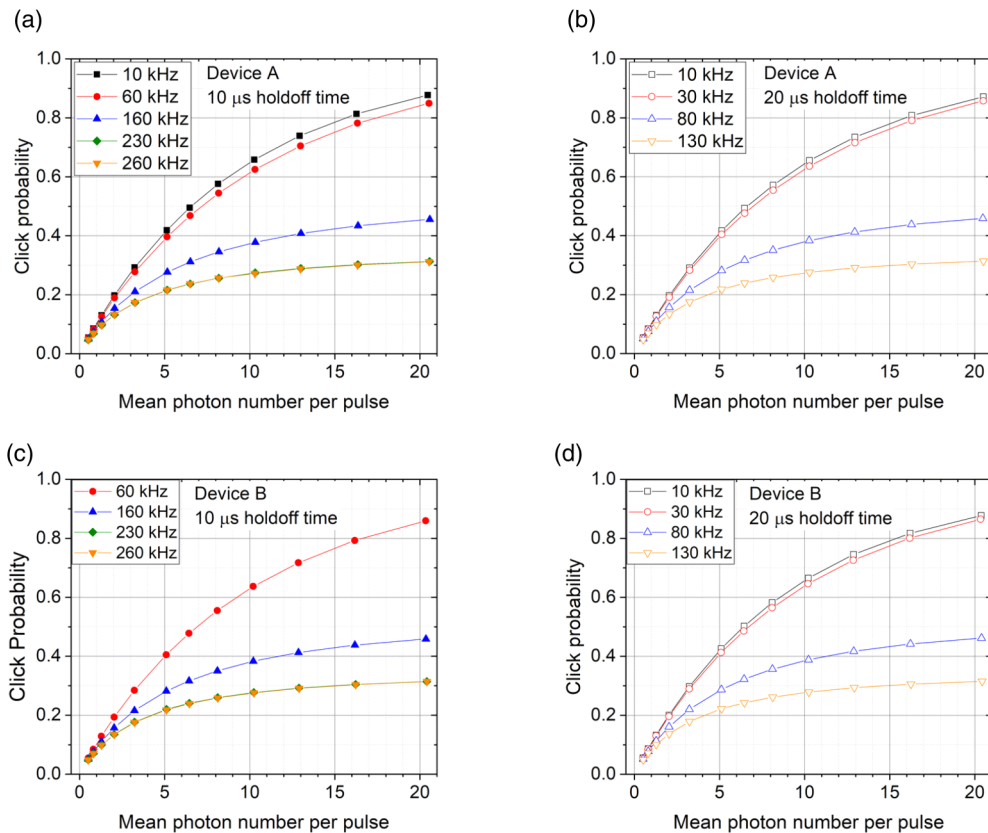 (a)
1.0
0.8
0.6
0.4
0.2
0.0
Click probability
10 kHz
60 kHz
160 kHz
230 kHz
260 kHz
Device A
10 μs holdoff time
0 5 10 15 20
Mean photon number per pulse
(b)
1.0
0.8
0.6
0.4
0.2
0.0
Click probability
10 kHz
30 kHz
80 kHz
130 kHz
Device A
20 μs holdoff time
0 5 10 15 20
Mean photon number per pulse
(c)
1.0
0.8
0.6
0.4
0.2
0.0
Click Probability
60 kHz
160 kHz
230 kHz
260 kHz
Device B
10 μs holdoff time
0 5 10 15 20
Mean photon number per pulse
(d)
1.0
0.8
0.6
0.4
0.2
0.0
Click probability
10 kHz
30 kHz
80 kHz
130 kHz
Device B
20 μs holdoff time
0 5 10 15 20
Mean photon number per pulse